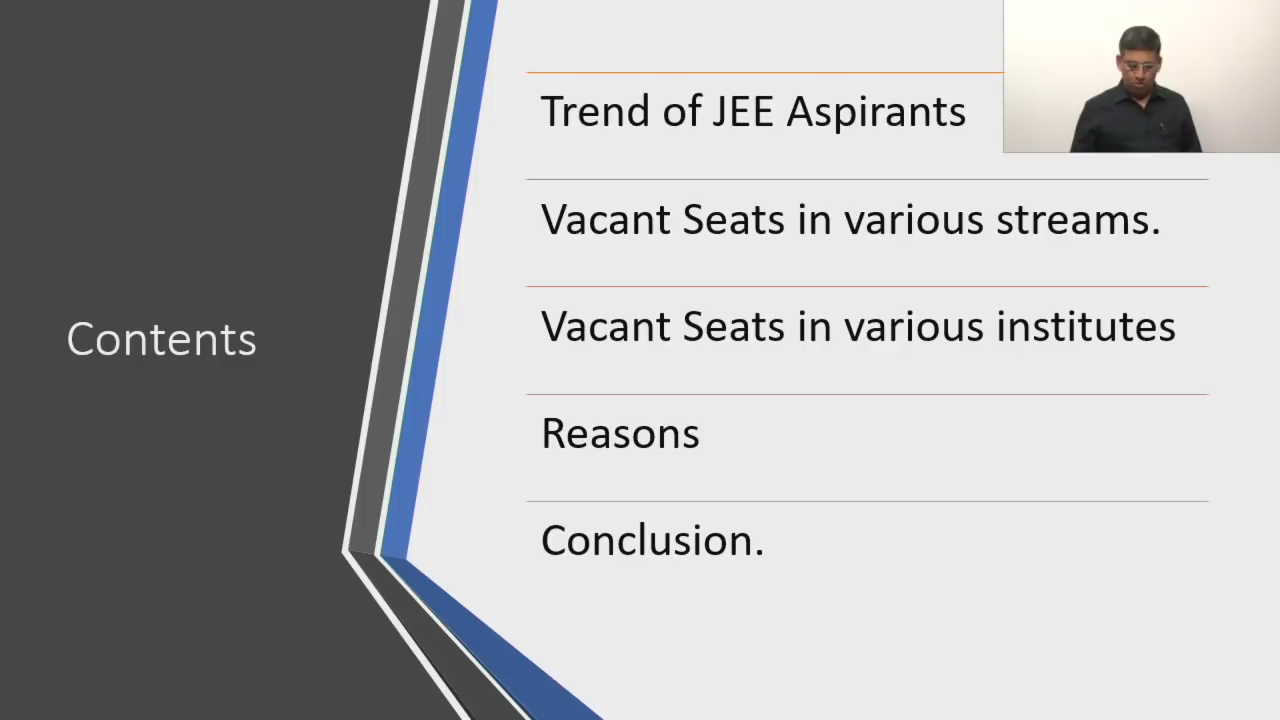 Contents
Trend of JEE Aspirants
Vacant Seats in various streams.
Vacant Seats in various institutes
Reasons
Conclusion.